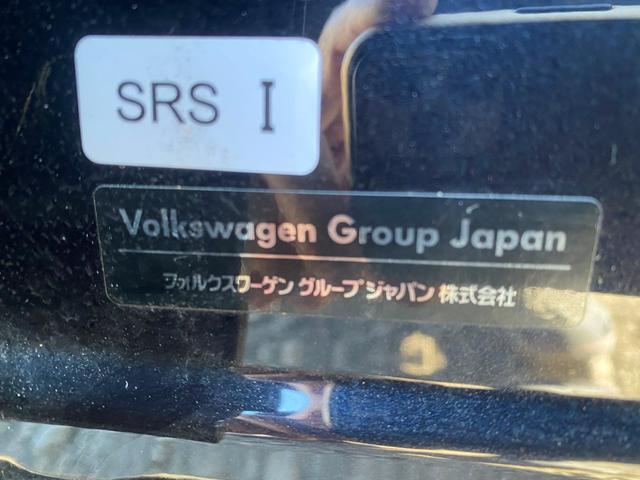 SRS I
Volkswagen Group Japan
フォルクスワーゲン グループ ジャパン 株式会社